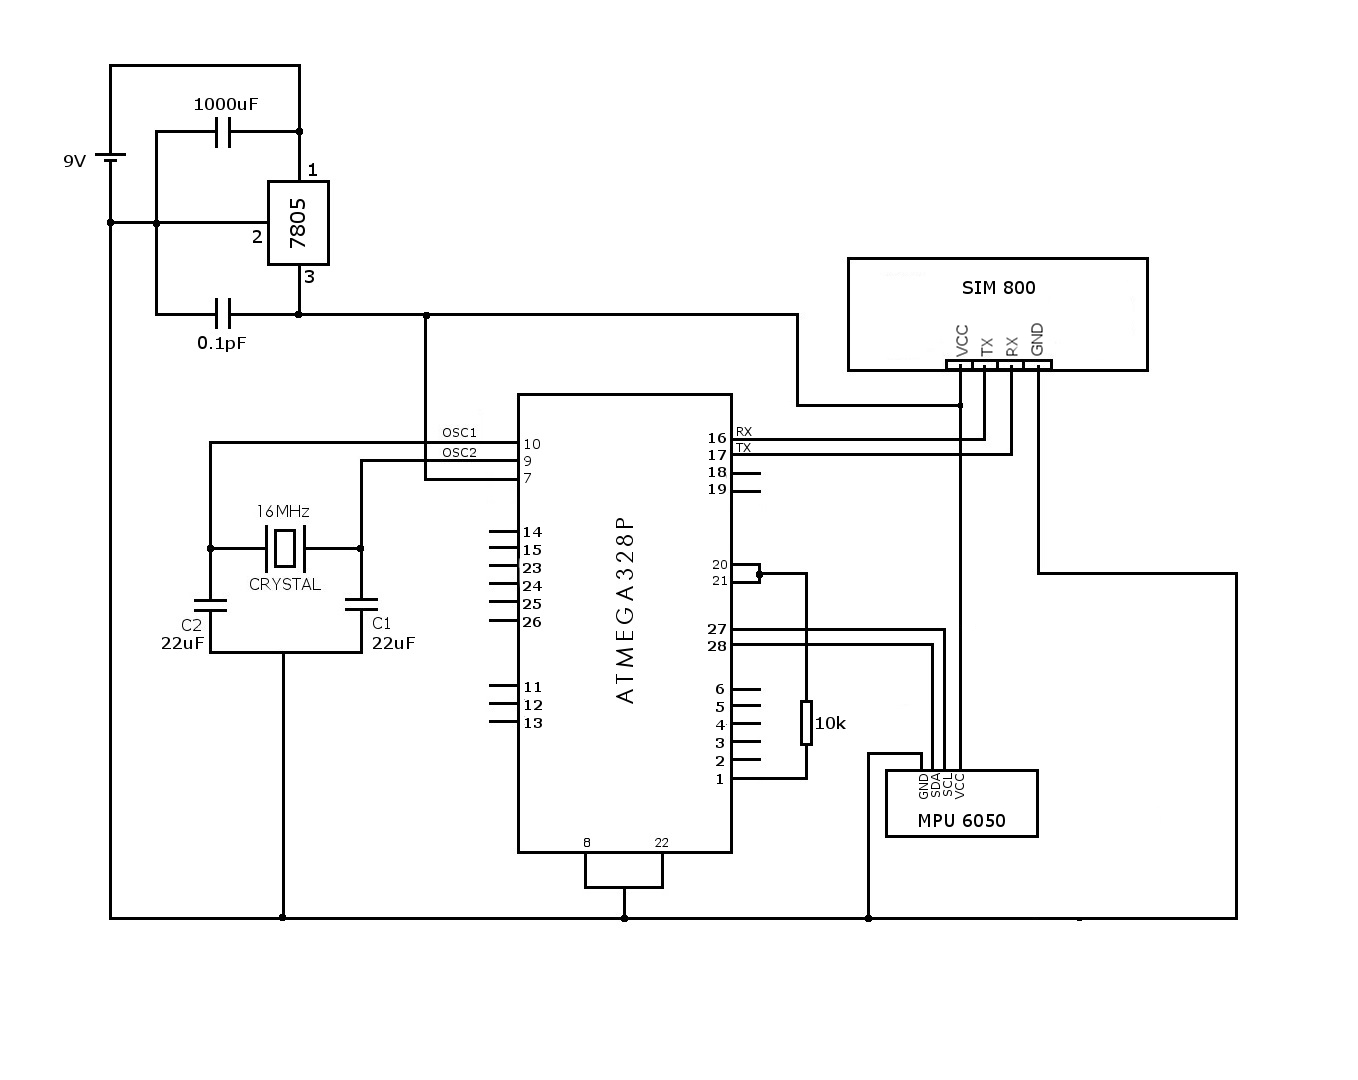 1000uF
9V
1
7805
2
3
0.1pF
SIM 800
VCC
TX
RX
GND
OSC1
OSC2
10
9
7
16 RX
17 TX
18
19
16MHz
CRYSTAL
C2
22uF
C1
22uF
14
15
23
24
25
26
11
12
13
ATMEGA328P
20
21
27
28
6
5
4
3
2
1
10k
GND
SDA
SCL
VCC
MPU 6050
8
22